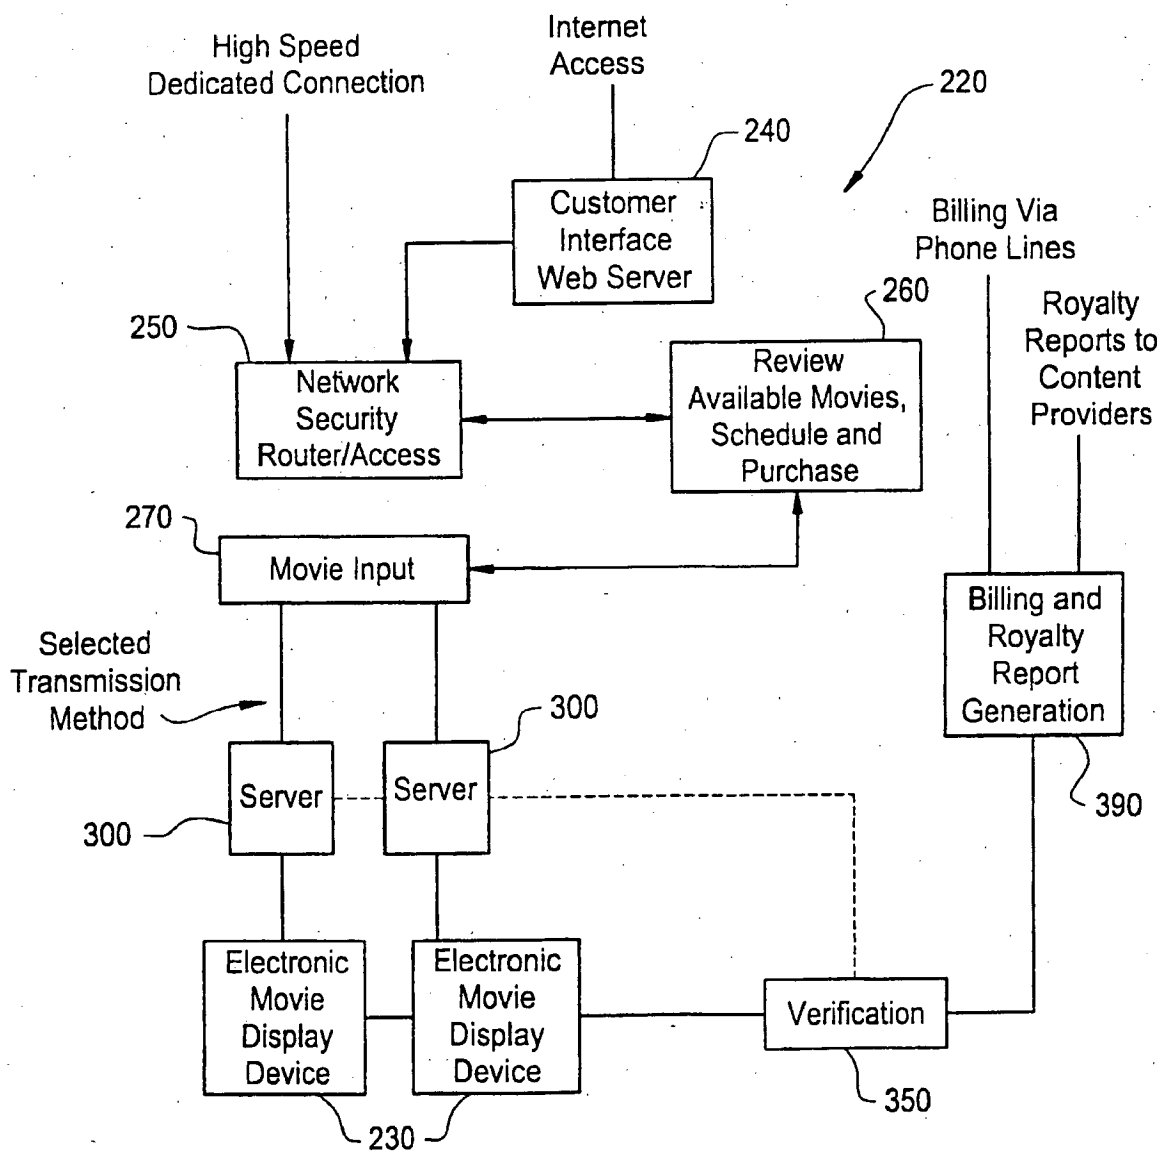 High Speed
Dedicated Connection
Internet
Access
220
240
Customer
Interface
Web Server
Billing Via
Phone Lines
260
Royalty
Reports to
Content
Providers
250
Network
Security
Router/Access
Review
Available Movies,
Schedule and
Purchase
270
Movie Input
Billing and
Royalty
Report
Generation
390
Selected
Transmission
Method
300
Server
Server
300
Electronic
Movie
Display
Device
Electronic
Movie
Display
Device
Verification
350
230